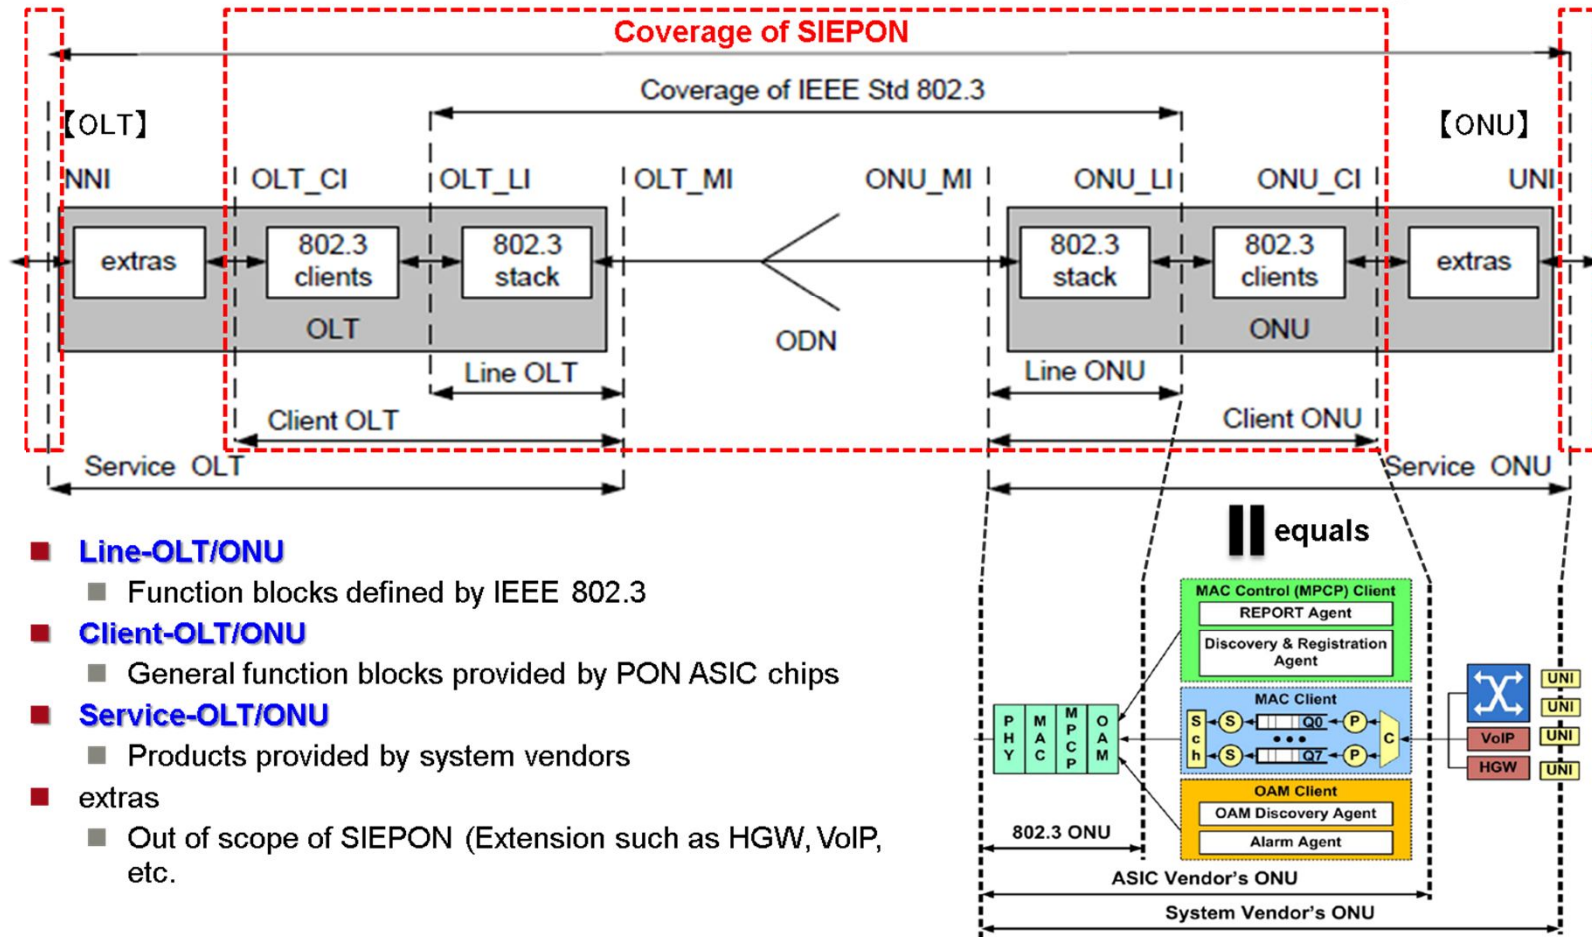 Coverage of SIEPON
Coverage of IEEE Std 802.3
【OLT】
【ONU】
NNI
OLT_CI
OLT_LI
OLT_MI
ONU_MI
ONU_LI
ONU_CI
UNI
extras
802.3
clients
802.3
stack
802.3
stack
802.3
clients
extras
OLT
ODN
ONU
Line OLT
Line ONU
Client OLT
Client ONU
Service OLT
Service ONU
equals
Line-OLT/ONU
Function blocks defined by IEEE 802.3
Client-OLT/ONU
General function blocks provided by PON ASIC chips
Service-OLT/ONU
Products provided by system vendors
extras
Out of scope of SIEPON (Extension such as HGW, VoIP,
etc.
MAC Control (MPCP) Client
REPORT Agent
Discovery & Registration
Agent
MAC Client
PHY
MAC
MPCP
OAM
Sch
S
Q0
P
C
S
Q7
P
VoIP
HGW
UNI
UNI
UNI
UNI
OAM Client
OAM Discovery Agent
Alarm Agent
802.3 ONU
ASIC Vendor's ONU
System Vendor's ONU